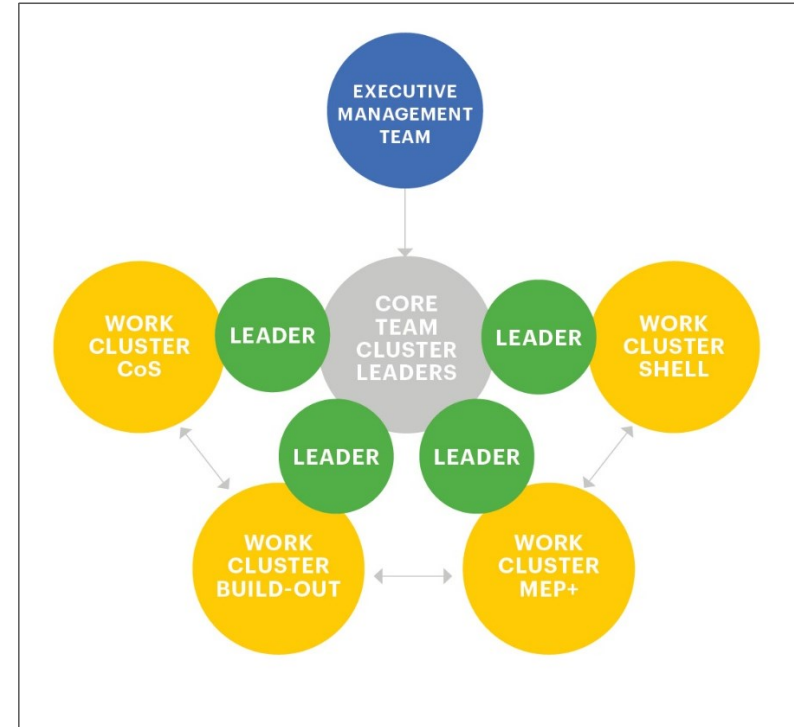 EXECUTIVE
MANAGEMENT
TEAM
CORE
TEAM
CLUSTER
LEADERS
WORK
CLUSTER
CoS
LEADER
LEADER
WORK
CLUSTER
SHELL
LEADER
LEADER
WORK
CLUSTER
BUILD-OUT
WORK
CLUSTER
MEP+